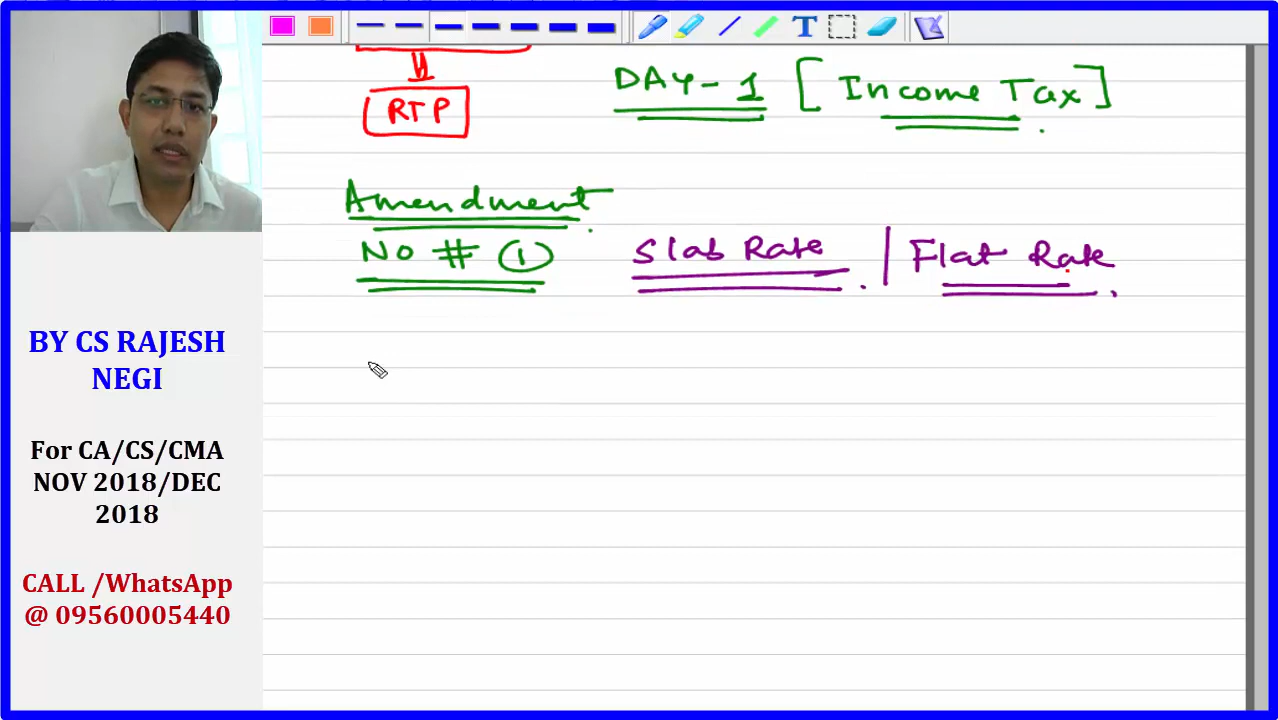 RTP
DAY-1 [Income Tax].
Amendment.
No # ①
Slab Rate. | Flat Rate.
BY CS RAJESH
NEGI
For CA/CS/CMA
NOV 2018/DEC
2018
CALL /WhatsApp
@ 09560005440